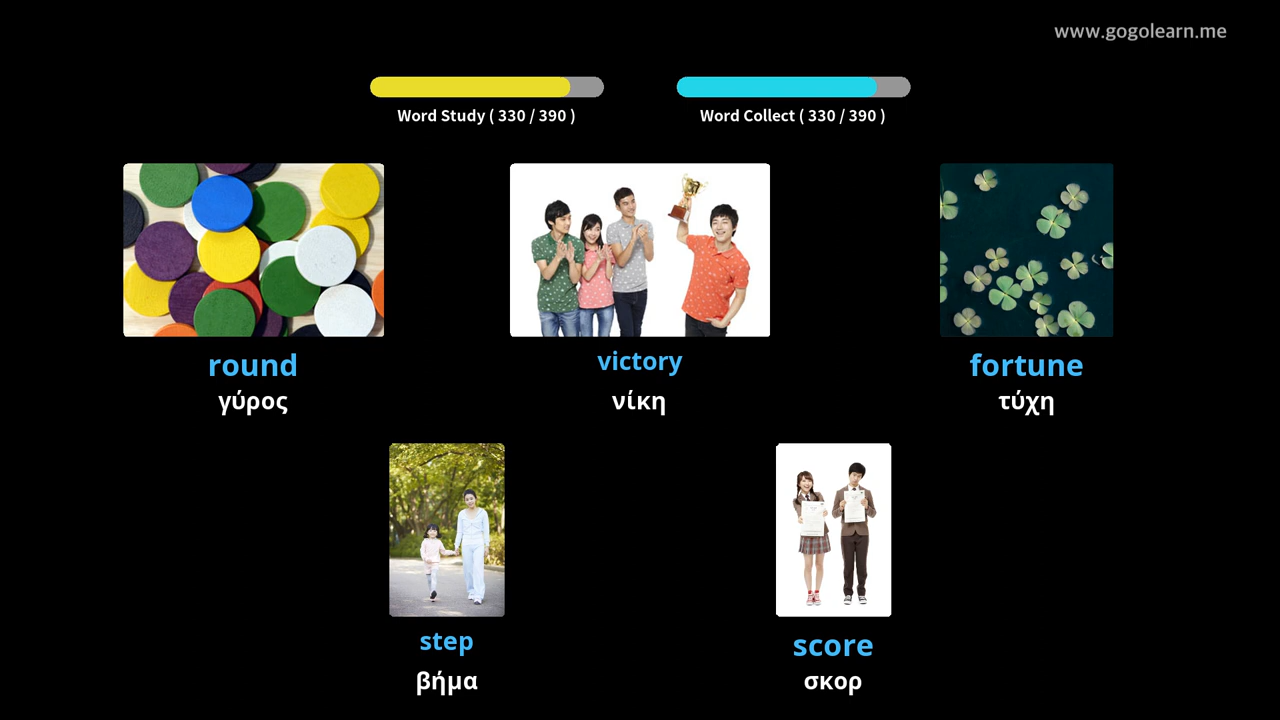 www.gogolearn.me
Word Study ( 330 / 390 )
Word Collect ( 330 / 390 )
round
γύρος
victory
νίκη
fortune
τύχη
step
βήμα
score
σκορ